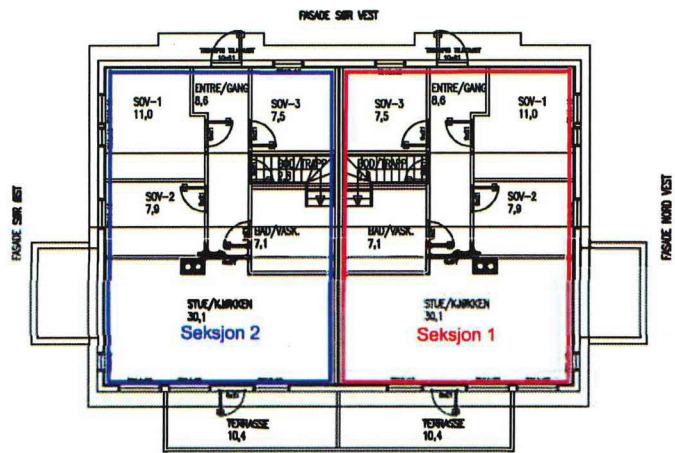 FASADE SØR VEST
ENTRE/GANG
8,6
ENTRE/GANG
8,6
SOV-1
11,0
SOV-3
7,5
SOV-3
7,5
SOV-1
11,0
BOD/TRAPP
BOD/TRAPP
SOV-2
7,9
SOV-2
7,9
BAD/VASK.
7,1
BAD/VASK.
7,1
FASADE SØR ØST
FASADE NORD VEST
STUE/KJØKKEN
30,1
Seksjon 2
STUE/KJØKKEN
30,1
Seksjon 1
TERRASSE
10,4
TERRASSE
10,4